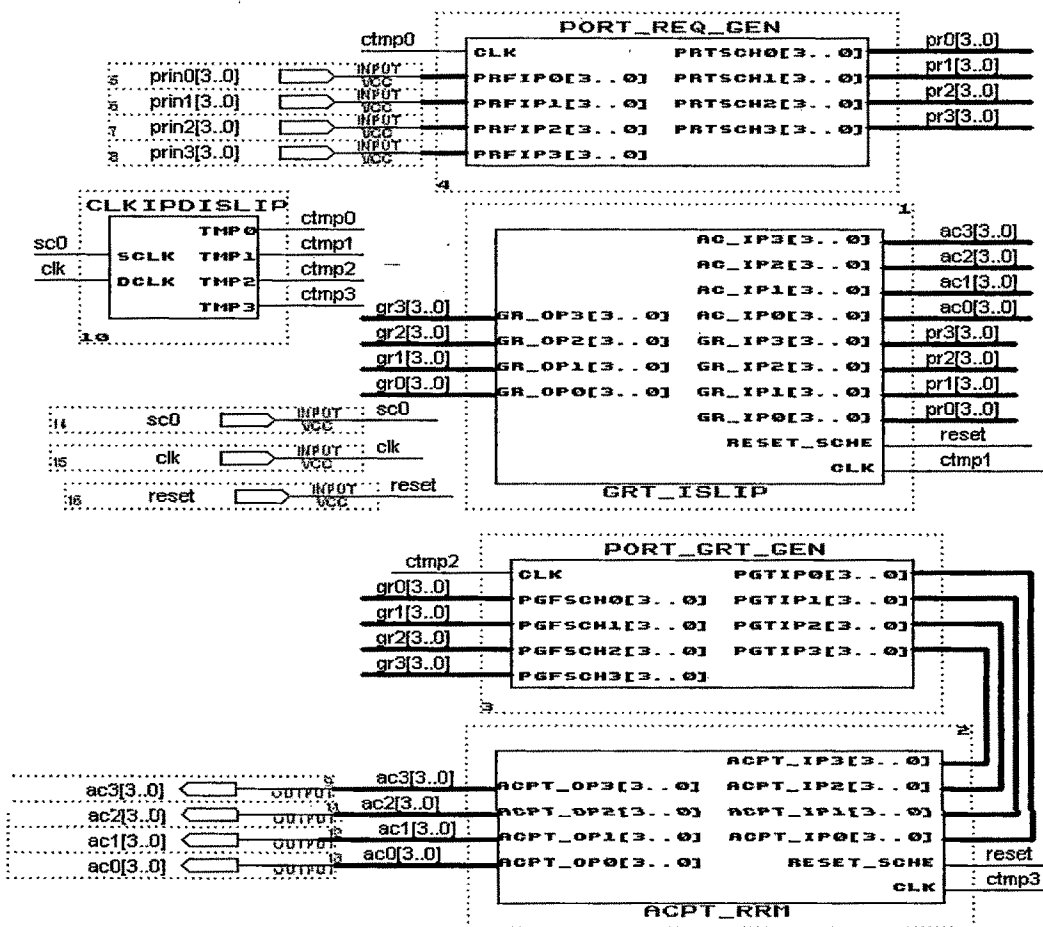 PORT_REQ_GEN
ctmp0 CLK PRTSCH0[3..0] pr0[3..0]
5 prin0[3..0] INPUT VCC PRFIP0[3..0] PRTSCH1[3..0] pr1[3..0]
6 prin1[3..0] INPUT VCC PRFIP1[3..0] PRTSCH2[3..0] pr2[3..0]
7 prin2[3..0] INPUT VCC PRFIP2[3..0] PRTSCH3[3..0] pr3[3..0]
8 prin3[3..0] INPUT VCC PRFIP3[3..0]
4
CLKIPDISLIP
TMP0 ctmp0
sc0 SCLK TMP1 ctmp1
clk DCLK TMP2 ctmp2
TMP3 ctmp3
10
1
AC_IP3[3..0] ac3[3..0]
AC_IP2[3..0] ac2[3..0]
AC_IP1[3..0] ac1[3..0]
gr3[3..0] GR_OP3[3..0] AC_IP0[3..0] ac0[3..0]
gr2[3..0] GR_OP2[3..0] GR_IP3[3..0] pr3[3..0]
gr1[3..0] GR_OP1[3..0] GR_IP2[3..0] pr2[3..0]
gr0[3..0] GR_OP0[3..0] GR_IP1[3..0] pr1[3..0]
GR_IP0[3..0] pr0[3..0]
RESET_SCHE reset
CLK ctmp1
GRT_ISLIP
14 sc0 INPUT VCC sc0
15 clk INPUT VCC clk
16 reset INPUT VCC reset
PORT_GRT_GEN
ctmp2 CLK PGTIP0[3..0]
gr0[3..0] PGFSCH0[3..0] PGTIP1[3..0]
gr1[3..0] PGFSCH1[3..0] PGTIP2[3..0]
gr2[3..0] PGFSCH2[3..0] PGTIP3[3..0]
gr3[3..0] PGFSCH3[3..0]
3
2
ACPT_IP3[3..0]
ac3[3..0] OUTPUT 9 ac3[3..0] ACPT_OP3[3..0] ACPT_IP2[3..0]
ac2[3..0] OUTPUT 11 ac2[3..0] ACPT_OP2[3..0] ACPT_IP1[3..0]
ac1[3..0] OUTPUT 12 ac1[3..0] ACPT_OP1[3..0] ACPT_IP0[3..0]
ac0[3..0] OUTPUT 13 ac0[3..0] ACPT_OP0[3..0] RESET_SCHE reset
CLK ctmp3
ACPT_RRM